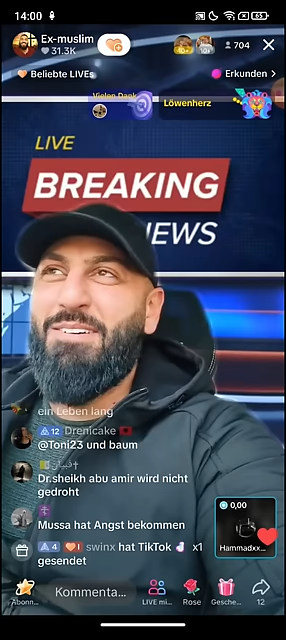 14:00
65
Ex-muslim
31.3K
704
Beliebte LIVEs
Erkunden
Vielen Dank
Löwenherz
LIVE
BREAKING
NEWS
ein Leben lang
12 Drenicake
@Toni23 und baum
Dr.sheikh abu amir wird nicht
gedroht
Mussa hat Angst bekommen
4 1 swinx hat TikTok x1
gesendet
0,00
Hammadxx...
Abonn...
Kommenta...
LIVE mi...
Rose
Gesche...
12